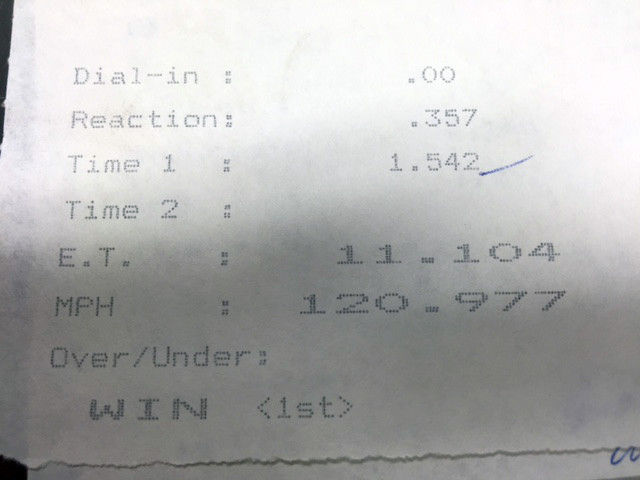 Dial-in : .00
Reaction: .357
Time 1 : 1.542
Time 2 :
E.T. : 11.104
MPH : 120.977
Over/Under:
WIN <1st>